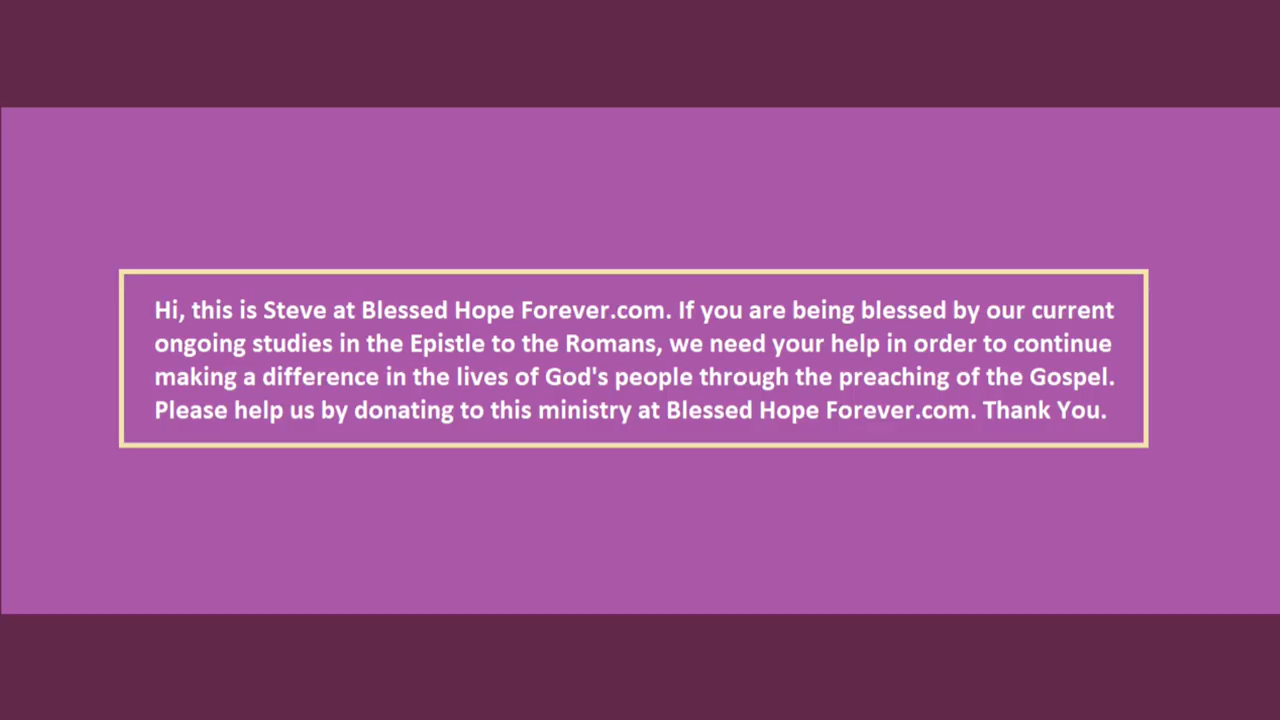 Hi, this is Steve at Blessed Hope Forever.com. If you are being blessed by our current
ongoing studies in the Epistle to the Romans, we need your help in order to continue
making a difference in the lives of God's people through the preaching of the Gospel.
Please help us by donating to this ministry at Blessed Hope Forever.com. Thank You.